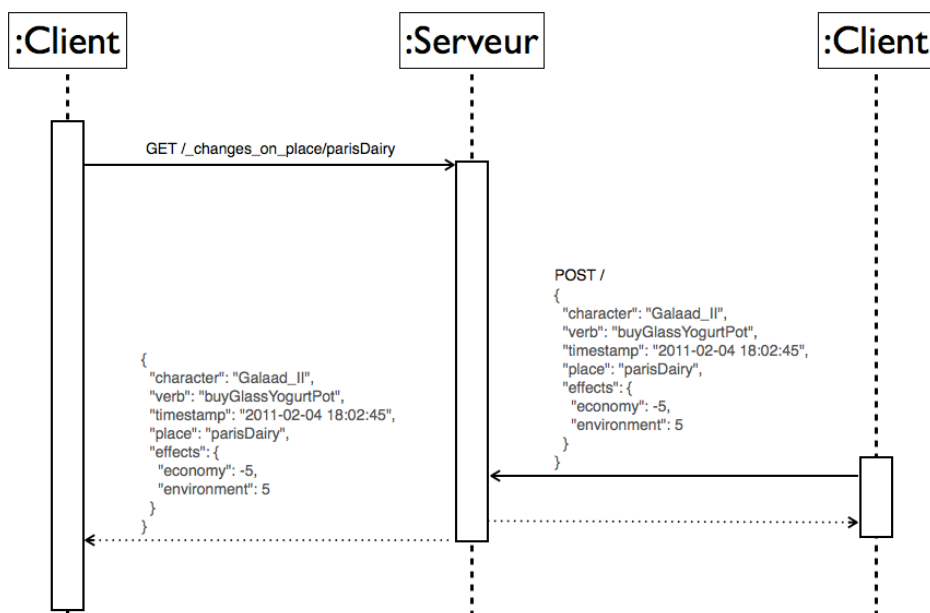 :Client
:Serveur
:Client
GET /_changes_on_place/parisDairy
POST /
{
"character": "Galaad_II",
"verb": "buyGlassYogurtPot",
"timestamp": "2011-02-04 18:02:45",
"place": "parisDairy",
"effects": {
"economy": -5,
"environment": 5
}
}
{
"character": "Galaad_II",
"verb": "buyGlassYogurtPot",
"timestamp": "2011-02-04 18:02:45",
"place": "parisDairy",
"effects": {
"economy": -5,
"environment": 5
}
}